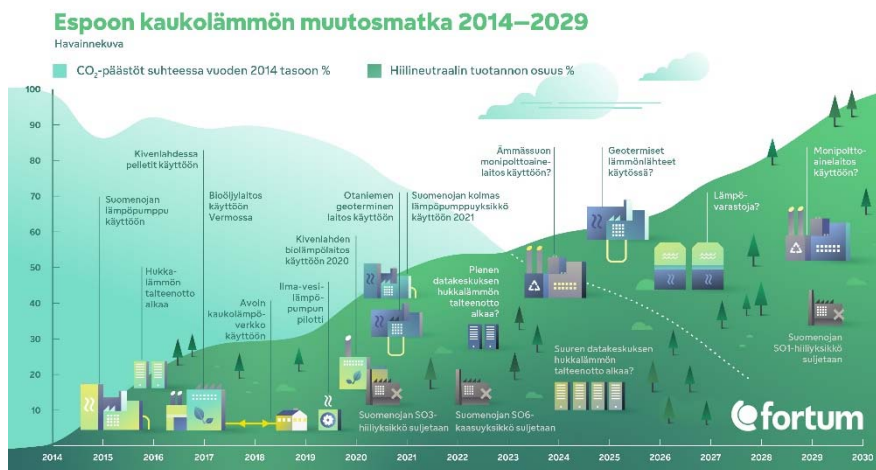 Espoon kaukolämmön muutosmatka 2014—2029
Havainnekuva
CO₂-päästöt suhteessa vuoden 2014 tasoon %
Hiilineutraalin tuotannon osuus %
100
90
80
70
60
50
40
30
20
10
Suomenojan
lämpöpumppu
käyttöön
Kivenlahdessa
pelletit käyttöön
Hukka-
lämmön
talteenotto
alkaa
Bioöljylaitos
käyttöön
Vermossa
Avoin
kaukolämpö-
verkko
käyttöön
Ilma-vesi-
lämpö-
pumpun
pilotti
Kivenlahden
biolämpölaitos
käyttöön 2020
Otaniemen
geoterminen
laitos käyttöön
Suomenojan kolmas
lämpöpumppuyksikkö
käyttöön 2021
Suomenojan SO3-
hiiliyksikkö suljetaan
Pienen
datakeskuksen
hukkalämmön
talteenotto
alkaa?
Suomenojan SO6-
kaasuyksikkö suljetaan
Ämmässuon
monipolttoaine-
laitos käyttöön?
Geotermiset
lämmönlähteet
käytössä?
Suuren datakeskuksen
hukkalämmön
talteenotto alkaa?
Lämpö-
varastoja?
Monipoltto-
ainelaitos
käyttöön?
Suomenojan
SO1-hiiliyksikkö
suljetaan
fortum
2014 2015 2016 2017 2018 2019 2020 2021 2022 2023 2024 2025 2026 2027 2028 2029 2030